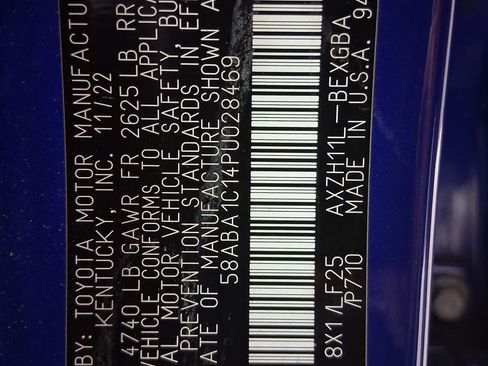 BY: TOYOTA MOTOR MANUFACTU
KENTUCKY, INC. 11/22
4740 LB GAWR FR 2625 LB RR
VEHICLE CONFORMS TO ALL APPLICA
AL MOTOR VEHICLE SAFETY, BU
PREVENTION STANDARDS IN EF
ATE OF MANUFACTURE SHOWN A
58ABA1C14PU028469
8X1/LF25 AXZH11L-BEXGBA
/P710 MADE IN U.S.A. 94